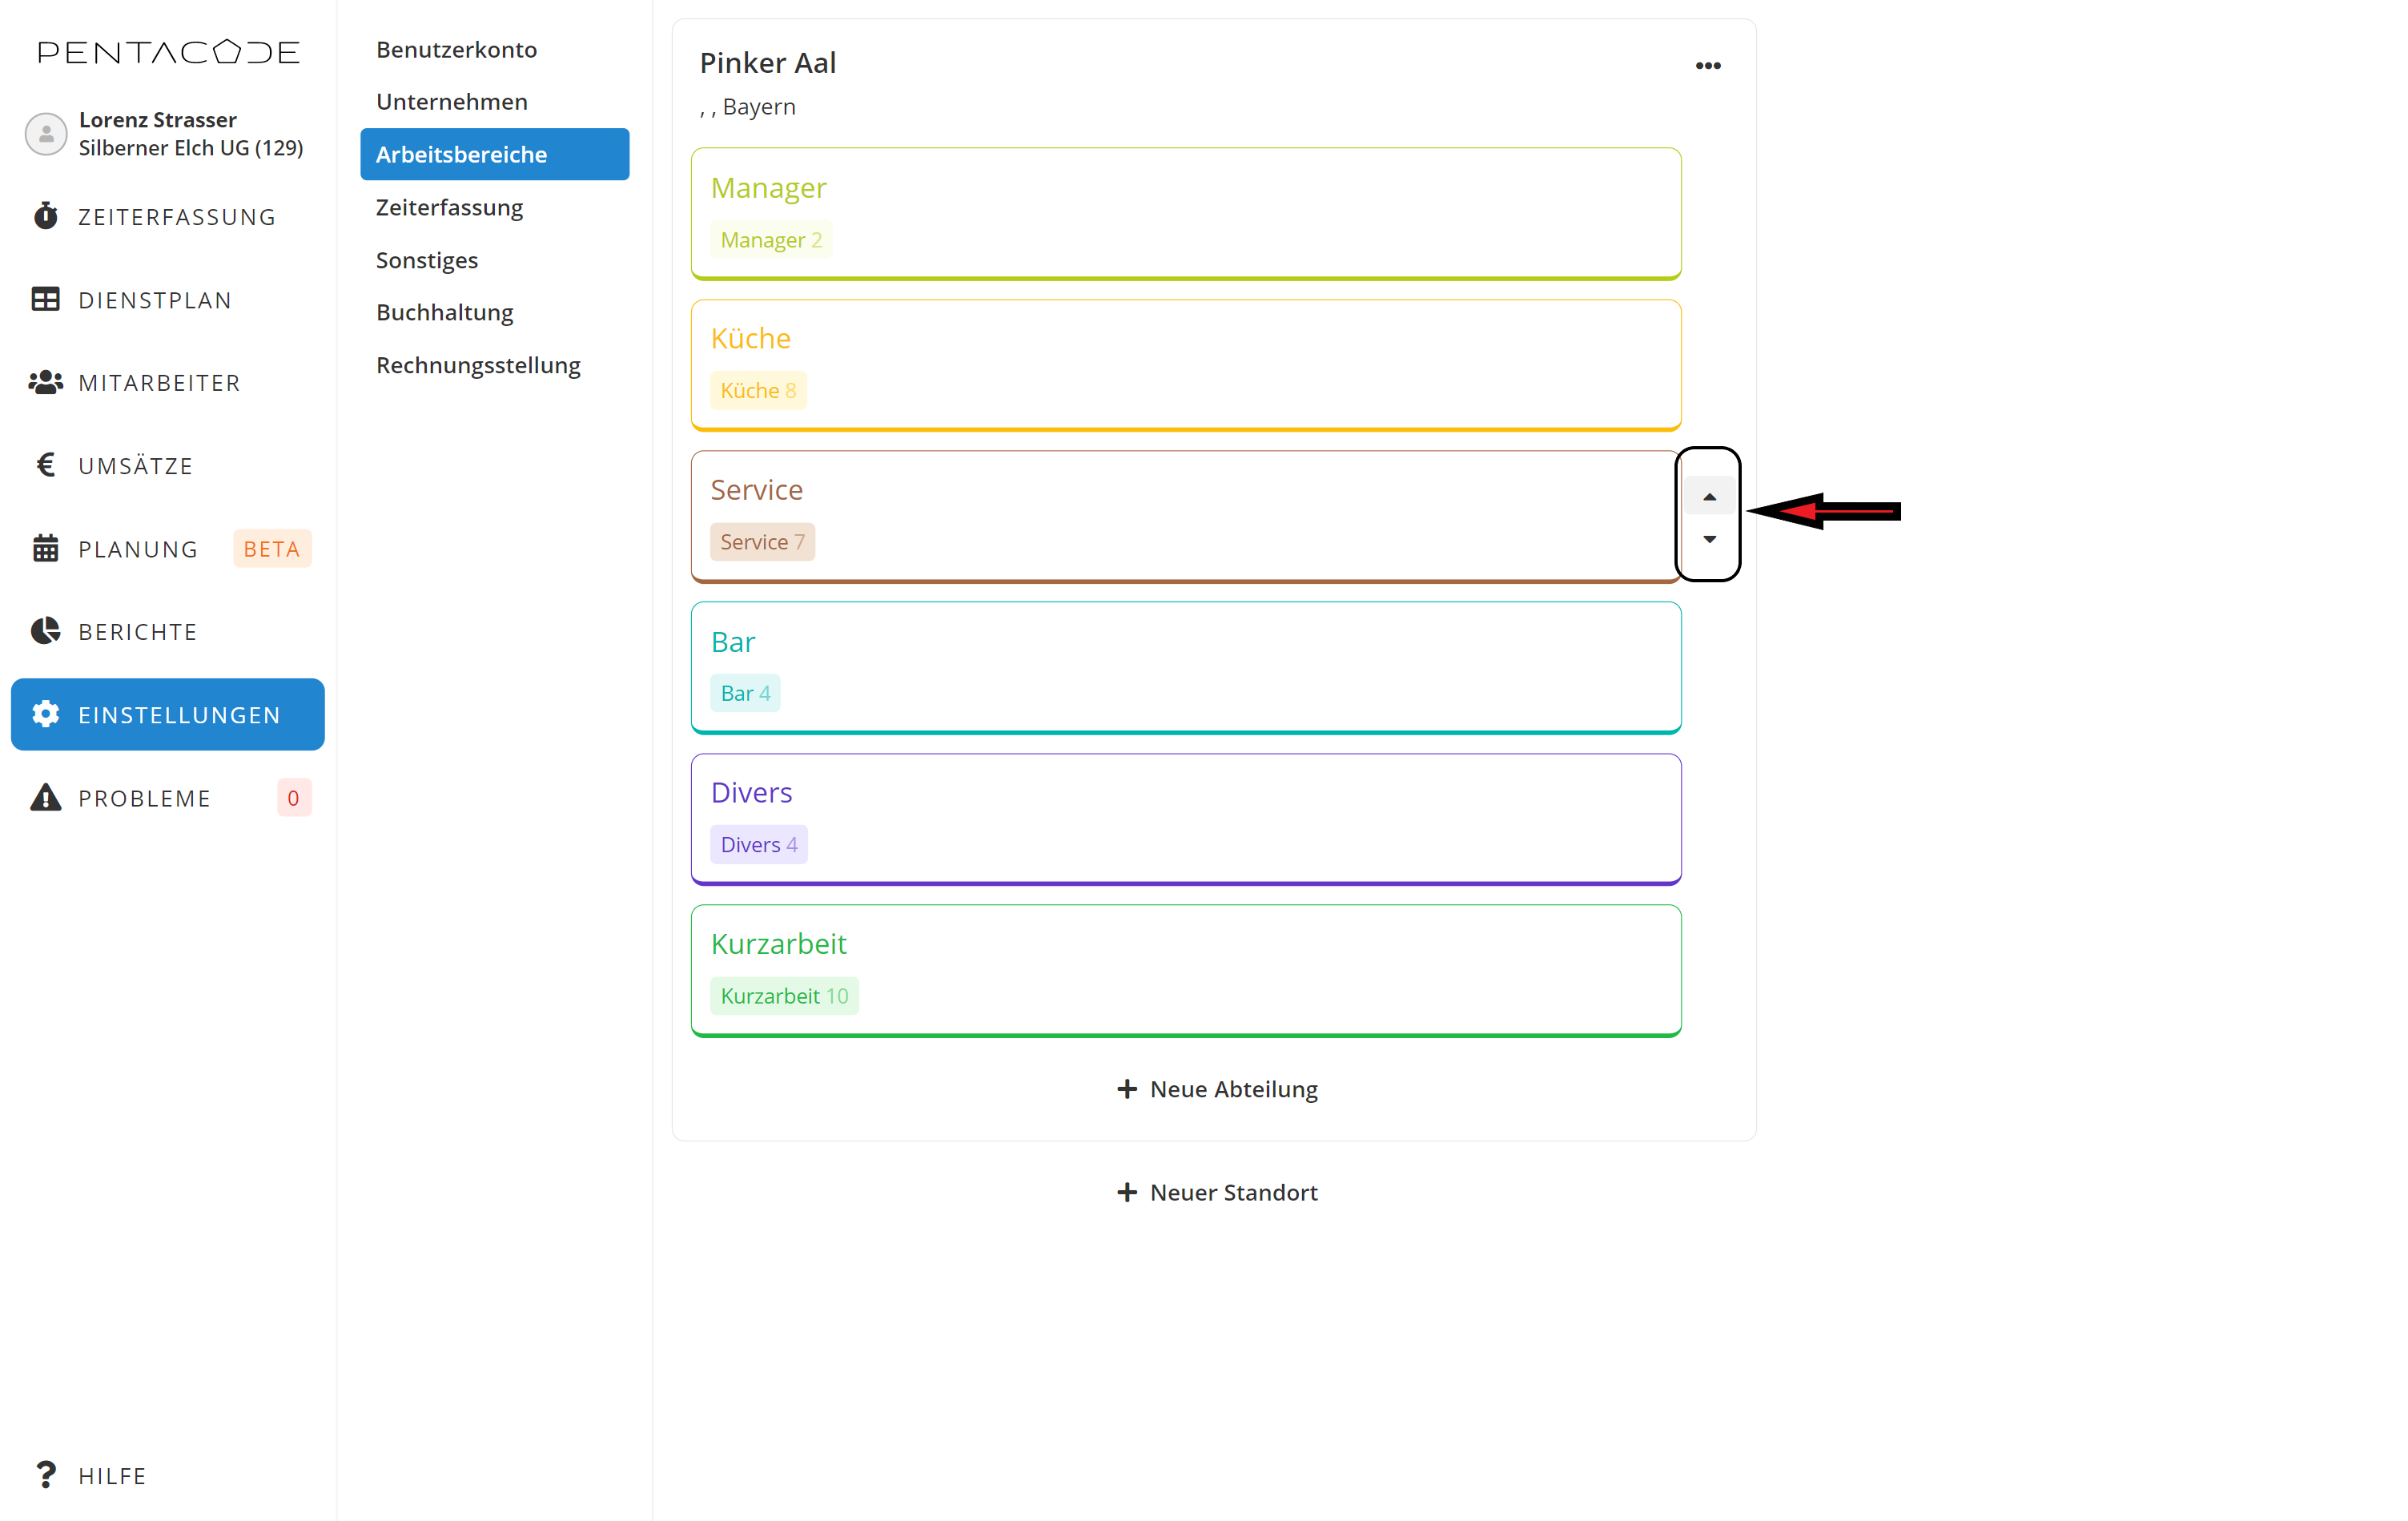 PENTACODE
Lorenz Strasser
Silberner Elch UG (129)
ZEITERFASSUNG
DIENSTPLAN
MITARBEITER
UMSÄTZE
PLANUNG BETA
BERICHTE
EINSTELLUNGEN
PROBLEME 0
HILFE
Benutzerkonto
Unternehmen
Arbeitsbereiche
Zeiterfassung
Sonstiges
Buchhaltung
Rechnungsstellung
Pinker Aal
, , Bayern
Manager
Manager 2
Küche
Küche 8
Service
Service 7
Bar
Bar 4
Divers
Divers 4
Kurzarbeit
Kurzarbeit 10
Neue Abteilung
Neuer Standort